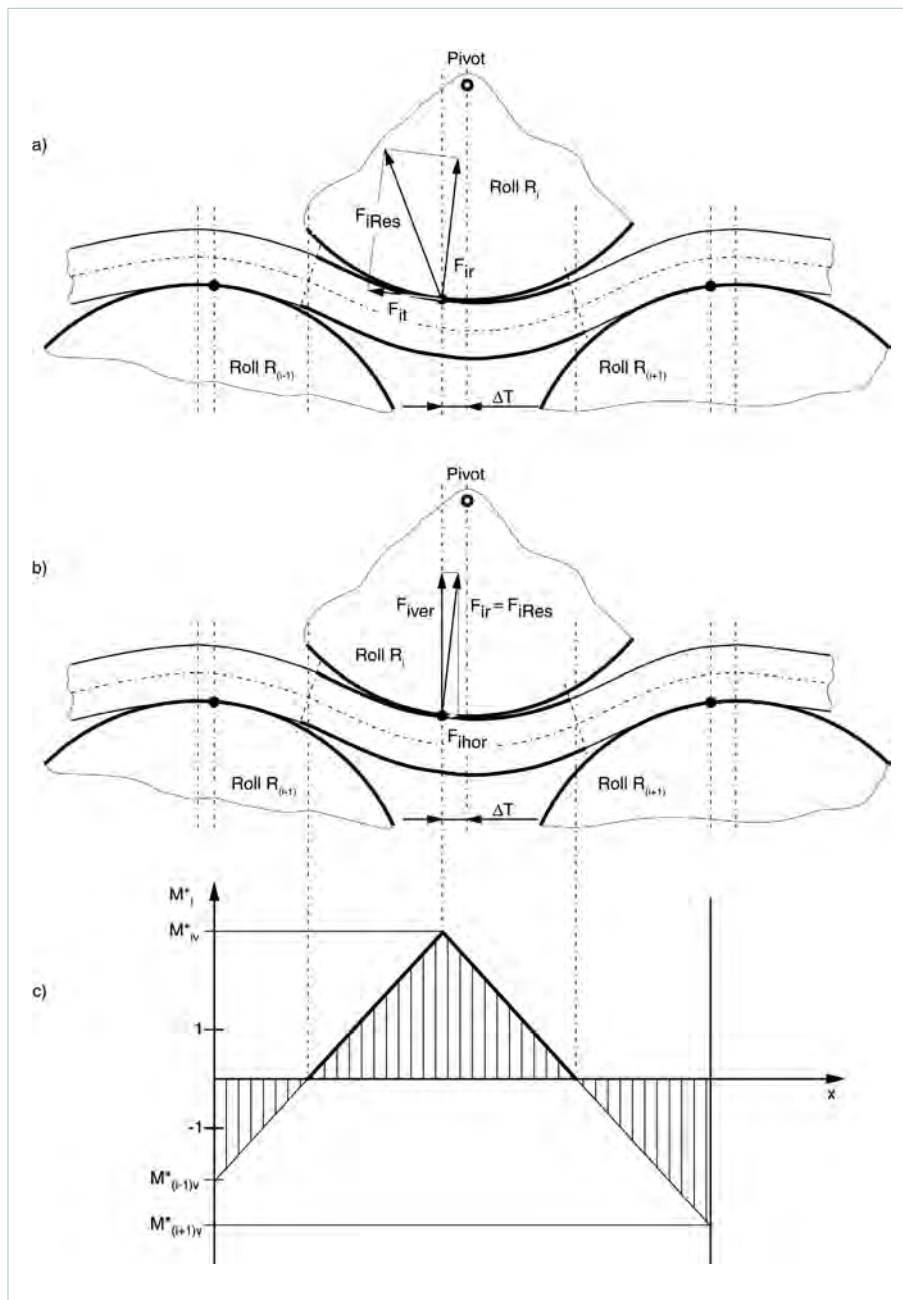 Pivot
a)
Roll R_i
F_iRes
F_ir
F_it
Roll R_(i-1)
Roll R_(i+1)
ΔT
Pivot
b)
F_iver
F_ir = F_iRes
Roll R_i
F_ihor
Roll R_(i-1)
Roll R_(i+1)
ΔT
M*_i
M*_iv
c)
1
x
-1
M*_(i-1)v
M*_(i+1)v